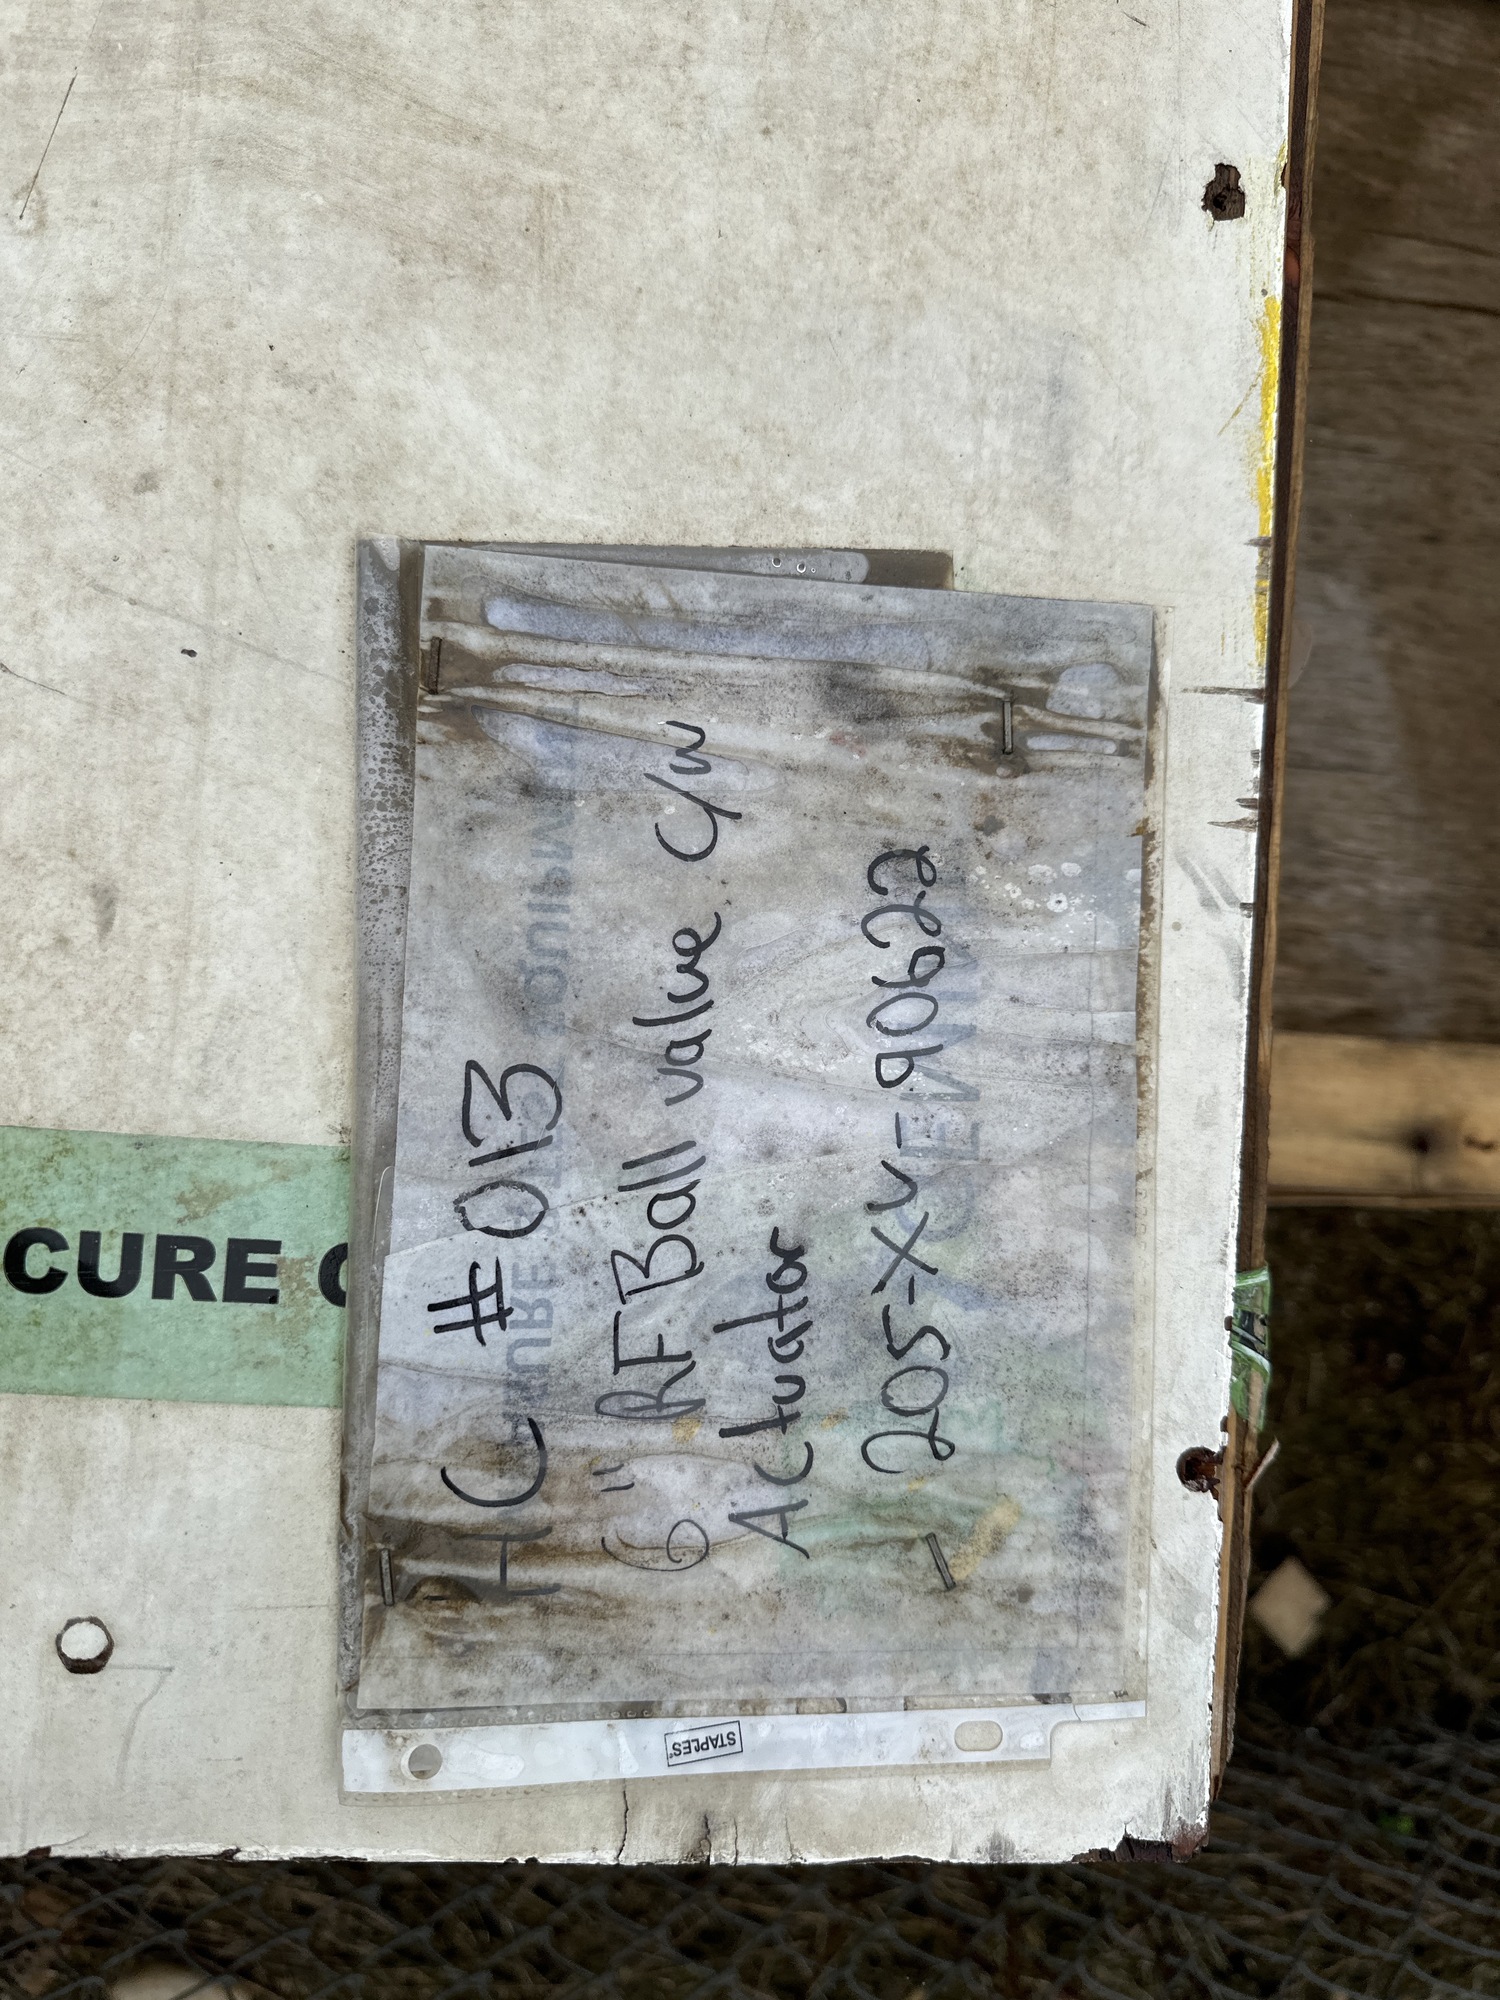 HC #013
6" RF Ball valve c/w
Actuator
205-XV-90622
CURE
STAPLES